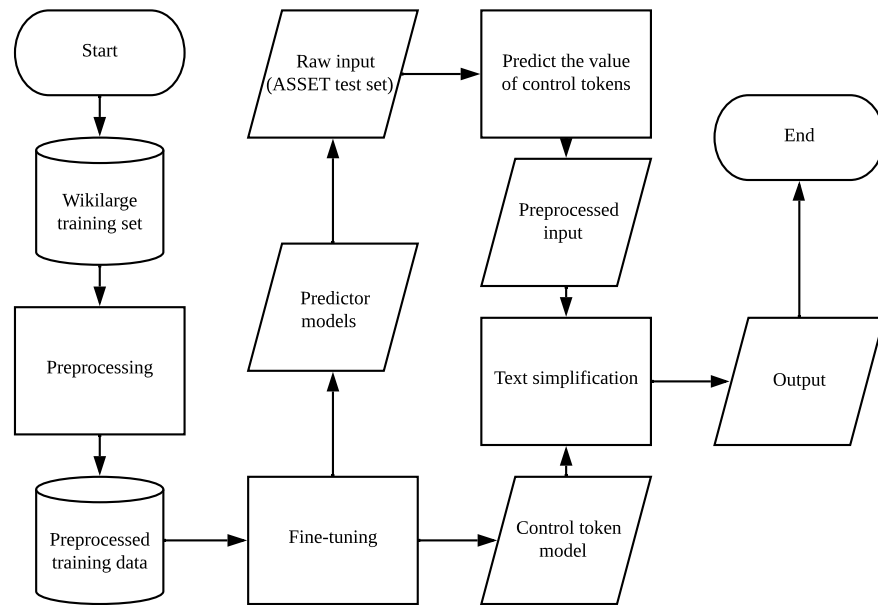 Start
Wikilarge
training set
Preprocessing
Preprocessed
training data
Fine-tuning
Predictor
models
Raw input
(ASSET test set)
Predict the value
of control tokens
Preprocessed
input
Text simplification
Control token
model
Output
End